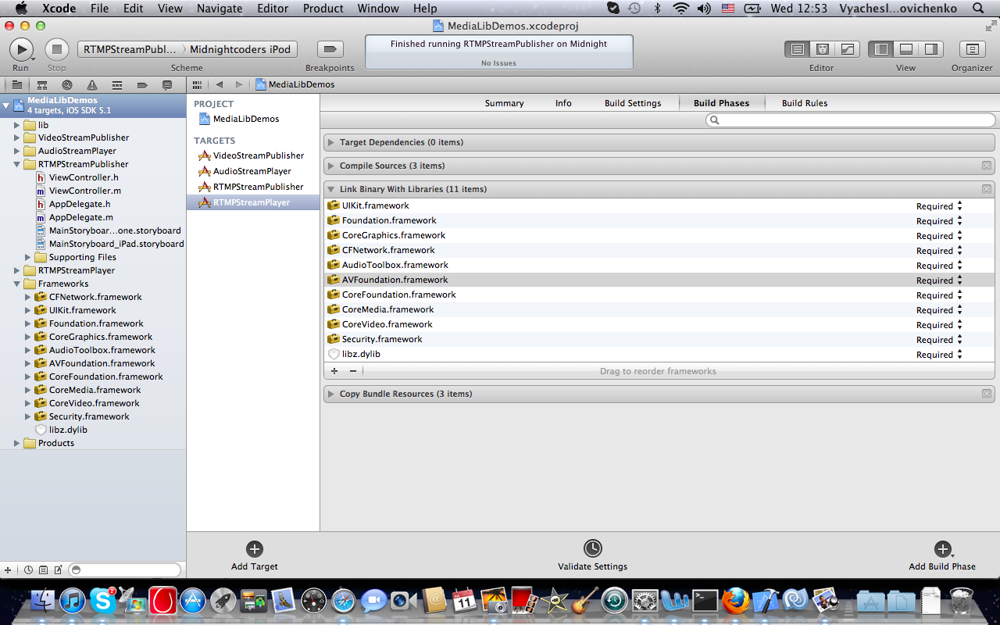 Xcode File Edit View Navigate Editor Product Window Help Wed 12:53 Vyachesl...ovichenko
MediaLibDemos.xcodeproj
RTMPStreamPubl... Midnightcoders iPod
Finished running RTMPStreamPublisher on Midnight
No Issues
Run Stop Scheme Breakpoints Editor View Organizer
MediaLibDemos
4 targets, iOS SDK 5.1
lib
VideoStreamPublisher
AudioStreamPlayer
RTMPStreamPublisher
h ViewController.h
m ViewController.m
h AppDelegate.h
m AppDelegate.m
MainStoryboar...one.storyboard
MainStoryboard_iPad.storyboard
Supporting Files
RTMPStreamPlayer
Frameworks
CFNetwork.framework
UIKit.framework
Foundation.framework
CoreGraphics.framework
AudioToolbox.framework
AVFoundation.framework
CoreFoundation.framework
CoreMedia.framework
CoreVideo.framework
Security.framework
libz.dylib
Products
MediaLibDemos
PROJECT
MediaLibDemos
TARGETS
VideoStreamPublisher
AudioStreamPlayer
RTMPStreamPublisher
RTMPStreamPlayer
Summary Info Build Settings Build Phases Build Rules
Target Dependencies (0 items)
Compile Sources (3 items)
Link Binary With Libraries (11 items)
UIKit.framework Required
Foundation.framework Required
CoreGraphics.framework Required
CFNetwork.framework Required
AudioToolbox.framework Required
AVFoundation.framework Required
CoreFoundation.framework Required
CoreMedia.framework Required
CoreVideo.framework Required
Security.framework Required
libz.dylib Required
+ − Drag to reorder frameworks
Copy Bundle Resources (3 items)
Add Target Validate Settings Add Build Phase
2
11